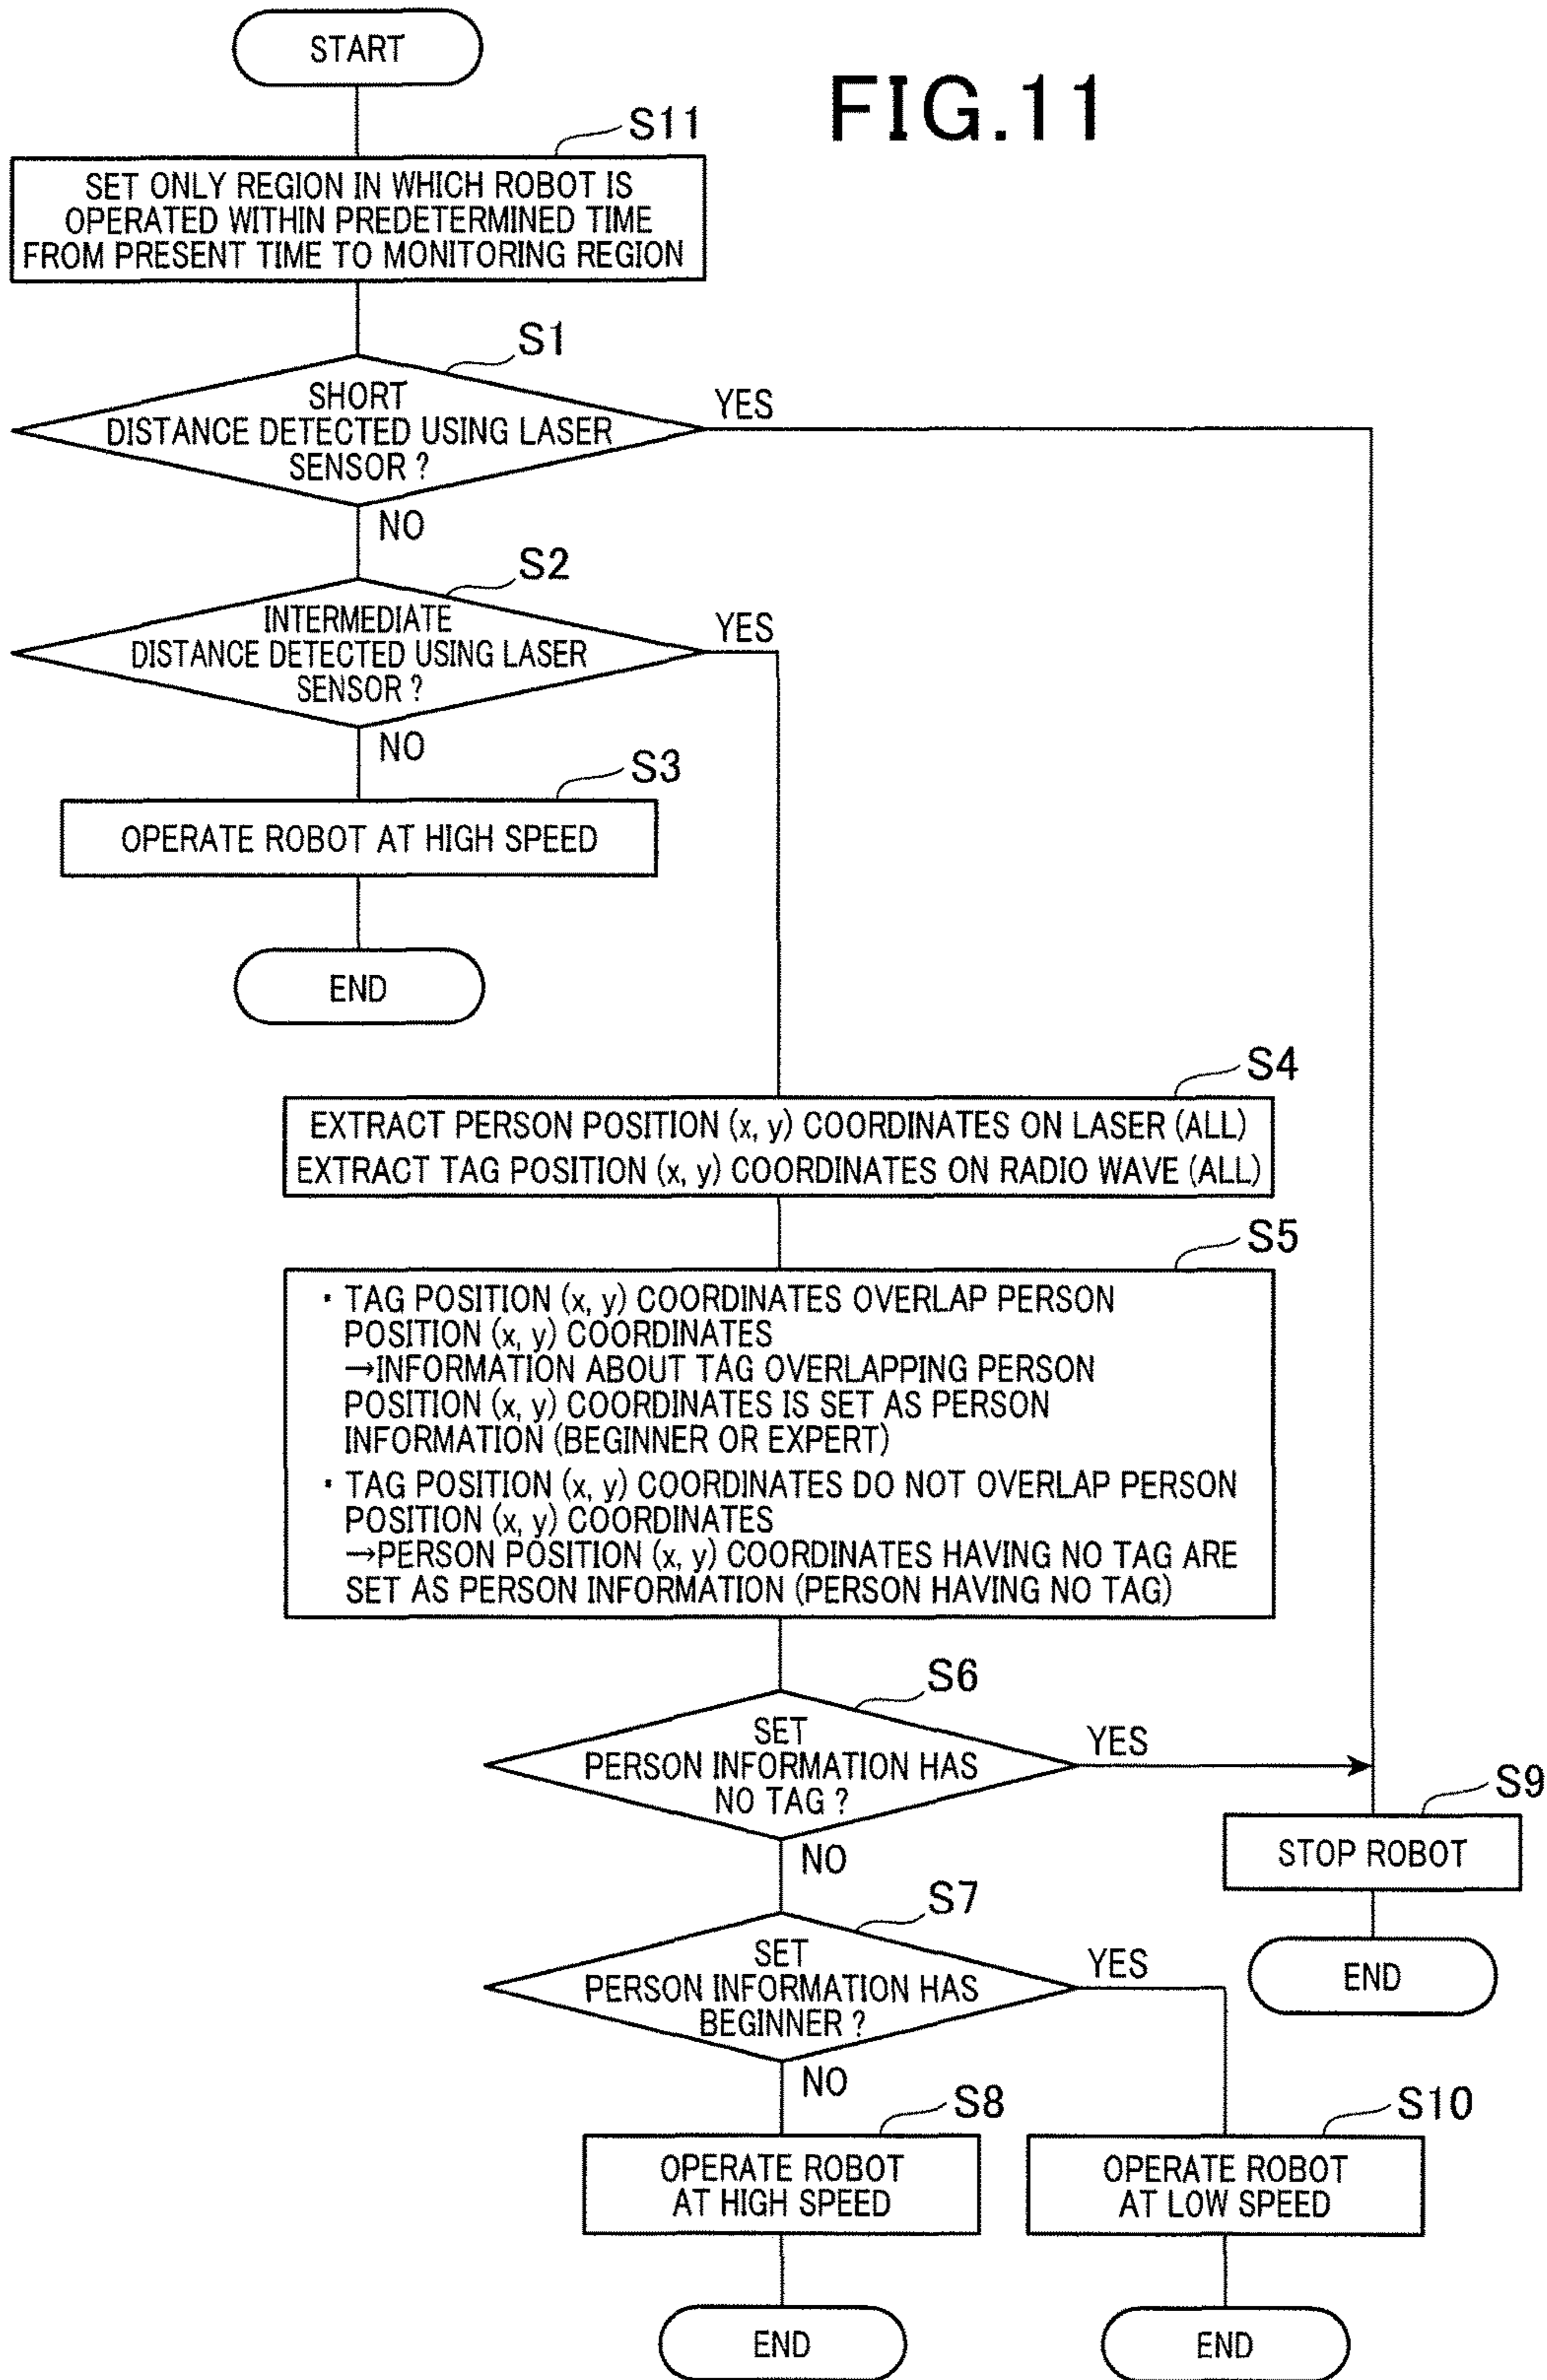 START
FIG.11
S11
SET ONLY REGION IN WHICH ROBOT IS
OPERATED WITHIN PREDETERMINED TIME
FROM PRESENT TIME TO MONITORING REGION
S1
SHORT
DISTANCE DETECTED USING LASER
SENSOR ?
YES
NO
S2
INTERMEDIATE
DISTANCE DETECTED USING LASER
SENSOR ?
YES
NO
S3
OPERATE ROBOT AT HIGH SPEED
END
S4
EXTRACT PERSON POSITION (x, y) COORDINATES ON LASER (ALL)
EXTRACT TAG POSITION (x, y) COORDINATES ON RADIO WAVE (ALL)
S5
・TAG POSITION (x, y) COORDINATES OVERLAP PERSON
POSITION (x, y) COORDINATES
→INFORMATION ABOUT TAG OVERLAPPING PERSON
POSITION (x, y) COORDINATES IS SET AS PERSON
INFORMATION (BEGINNER OR EXPERT)
・TAG POSITION (x, y) COORDINATES DO NOT OVERLAP PERSON
POSITION (x, y) COORDINATES
→PERSON POSITION (x, y) COORDINATES HAVING NO TAG ARE
SET AS PERSON INFORMATION (PERSON HAVING NO TAG)
S6
SET
PERSON INFORMATION HAS
NO TAG ?
YES
NO
S9
STOP ROBOT
END
S7
SET
PERSON INFORMATION HAS
BEGINNER ?
YES
NO
S8
OPERATE ROBOT
AT HIGH SPEED
END
S10
OPERATE ROBOT
AT LOW SPEED
END